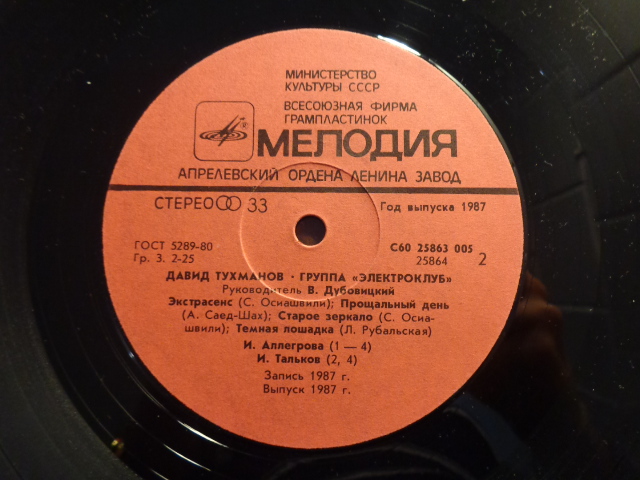 МИНИСТЕРСТВО
КУЛЬТУРЫ СССР
ВСЕСОЮЗНАЯ ФИРМА
ГРАМПЛАСТИНОК
МЕЛОДИЯ
АПРЕЛЕВСКИЙ ОРДЕНА ЛЕНИНА ЗАВОД
СТЕРЕО 33
Год выпуска 1987
ГОСТ 5289-80
Гр. 3. 2-25
С60 25863 005
25864 2
ДАВИД ТУХМАНОВ · ГРУППА «ЭЛЕКТРОКЛУБ»
Руководитель В. Дубовицкий
Экстрасенс (С. Осиашвили); Прощальный день
(А. Саед-Шах); Старое зеркало (С. Осиа-
швили); Темная лошадка (Л. Рубальская)
И. Аллегрова (1 — 4)
И. Тальков (2, 4)
Запись 1987 г.
Выпуск 1987 г.